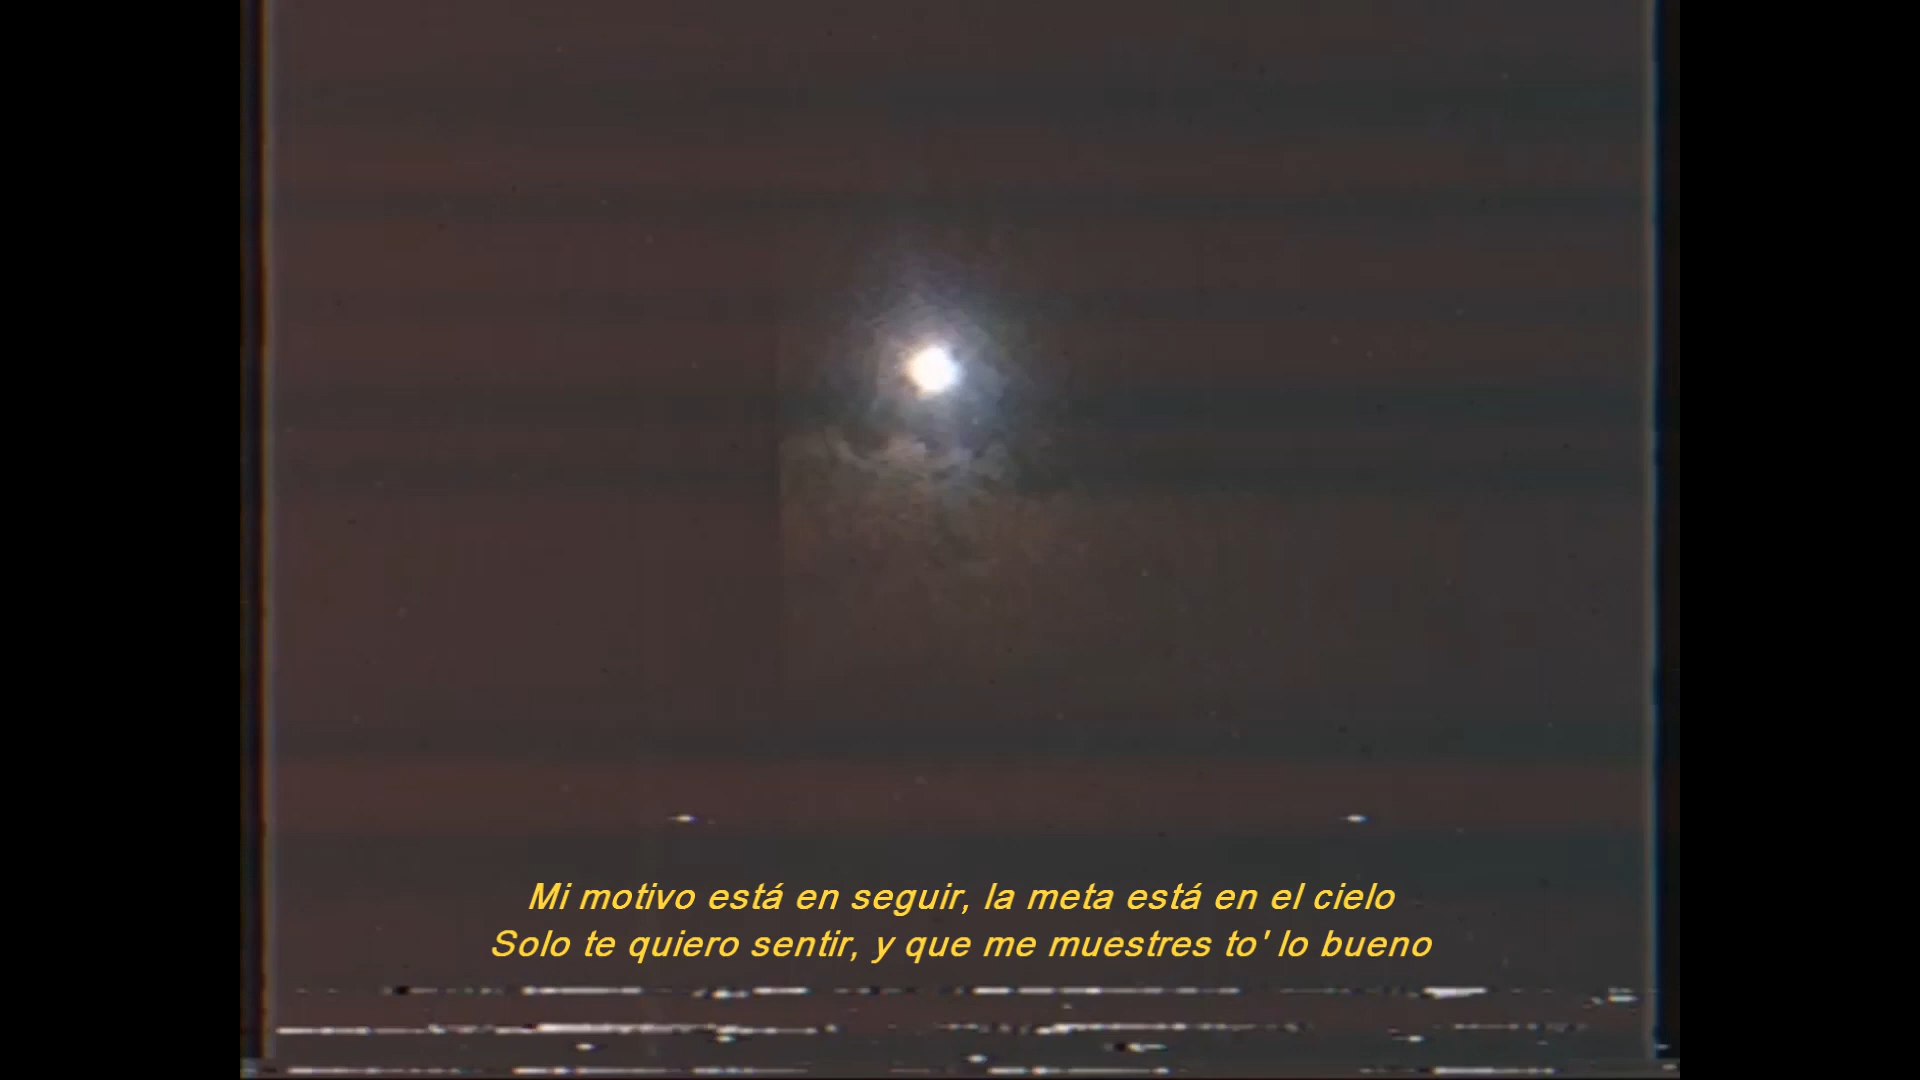 Mi motivo está en seguir, la meta está en el cielo
Solo te quiero sentir, y que me muestres to' lo bueno